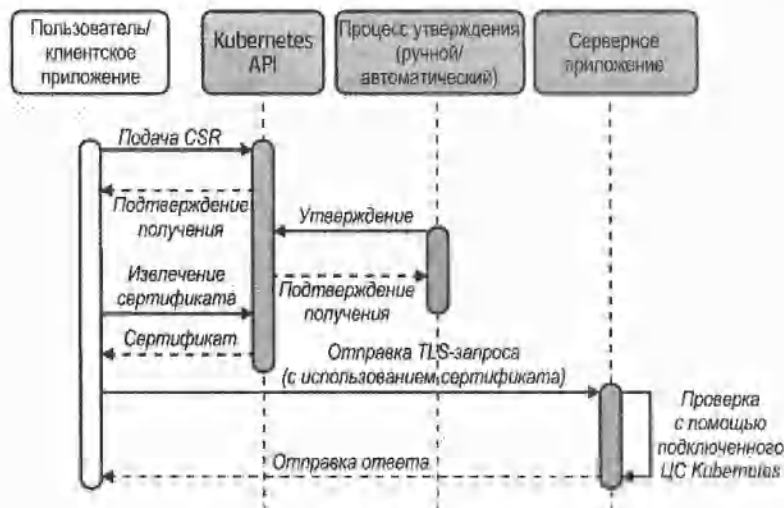 Пользователь/
клиентское
приложение
Kubernetes
API
Процесс утверждения
(ручной/
автоматический)
Серверное
приложение
Подача CSR
Подтверждение
получения
Утверждение
Извлечение
сертификата
Подтверждение
получения
Сертификат
Отправка TLS-запроса
(с использованием сертификата)
Проверка
с помощью
подключенного
ЦС Kubernetes
Отправка ответа